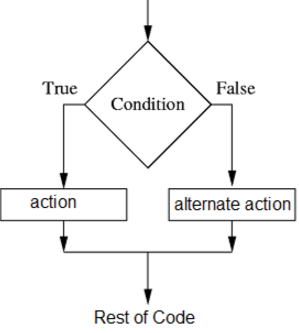 True
False
Condition
action
alternate action
Rest of Code